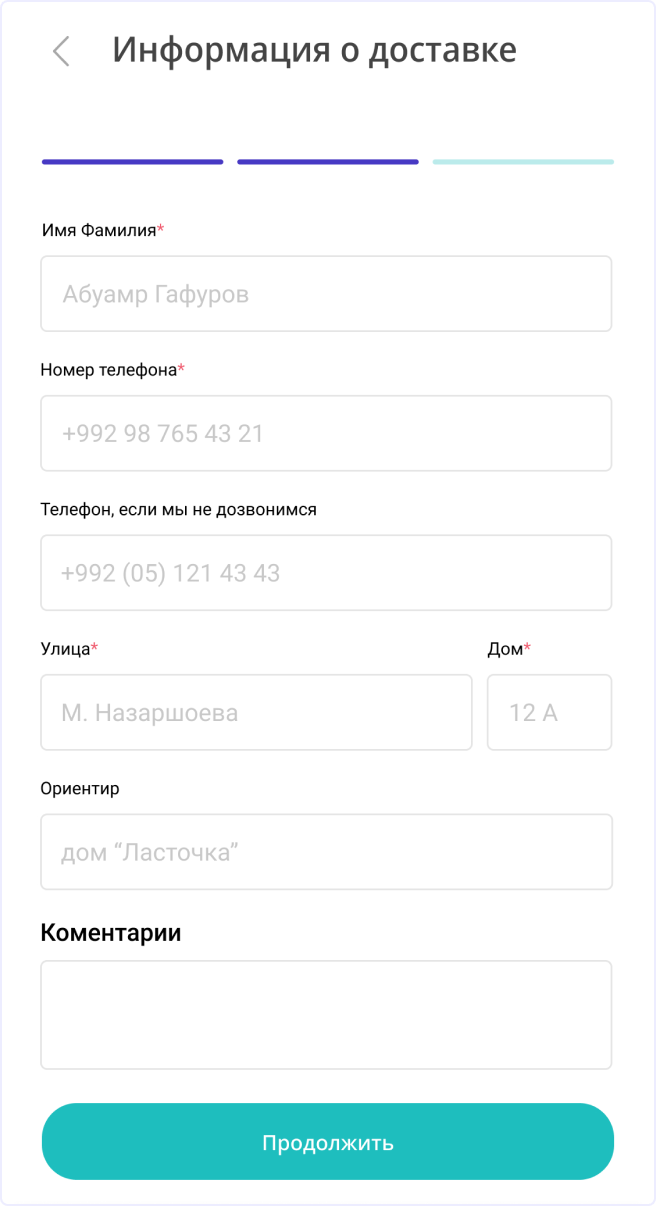 Информация о доставке
Имя Фамилия*
Абуамр Гафуров
Номер телефона*
+992 98 765 43 21
Телефон, если мы не дозвонимся
+992 (05) 121 43 43
Улица* Дом*
М. Назаршоева 12 А
Ориентир
дом “Ласточка”
Коментарии
Продолжить